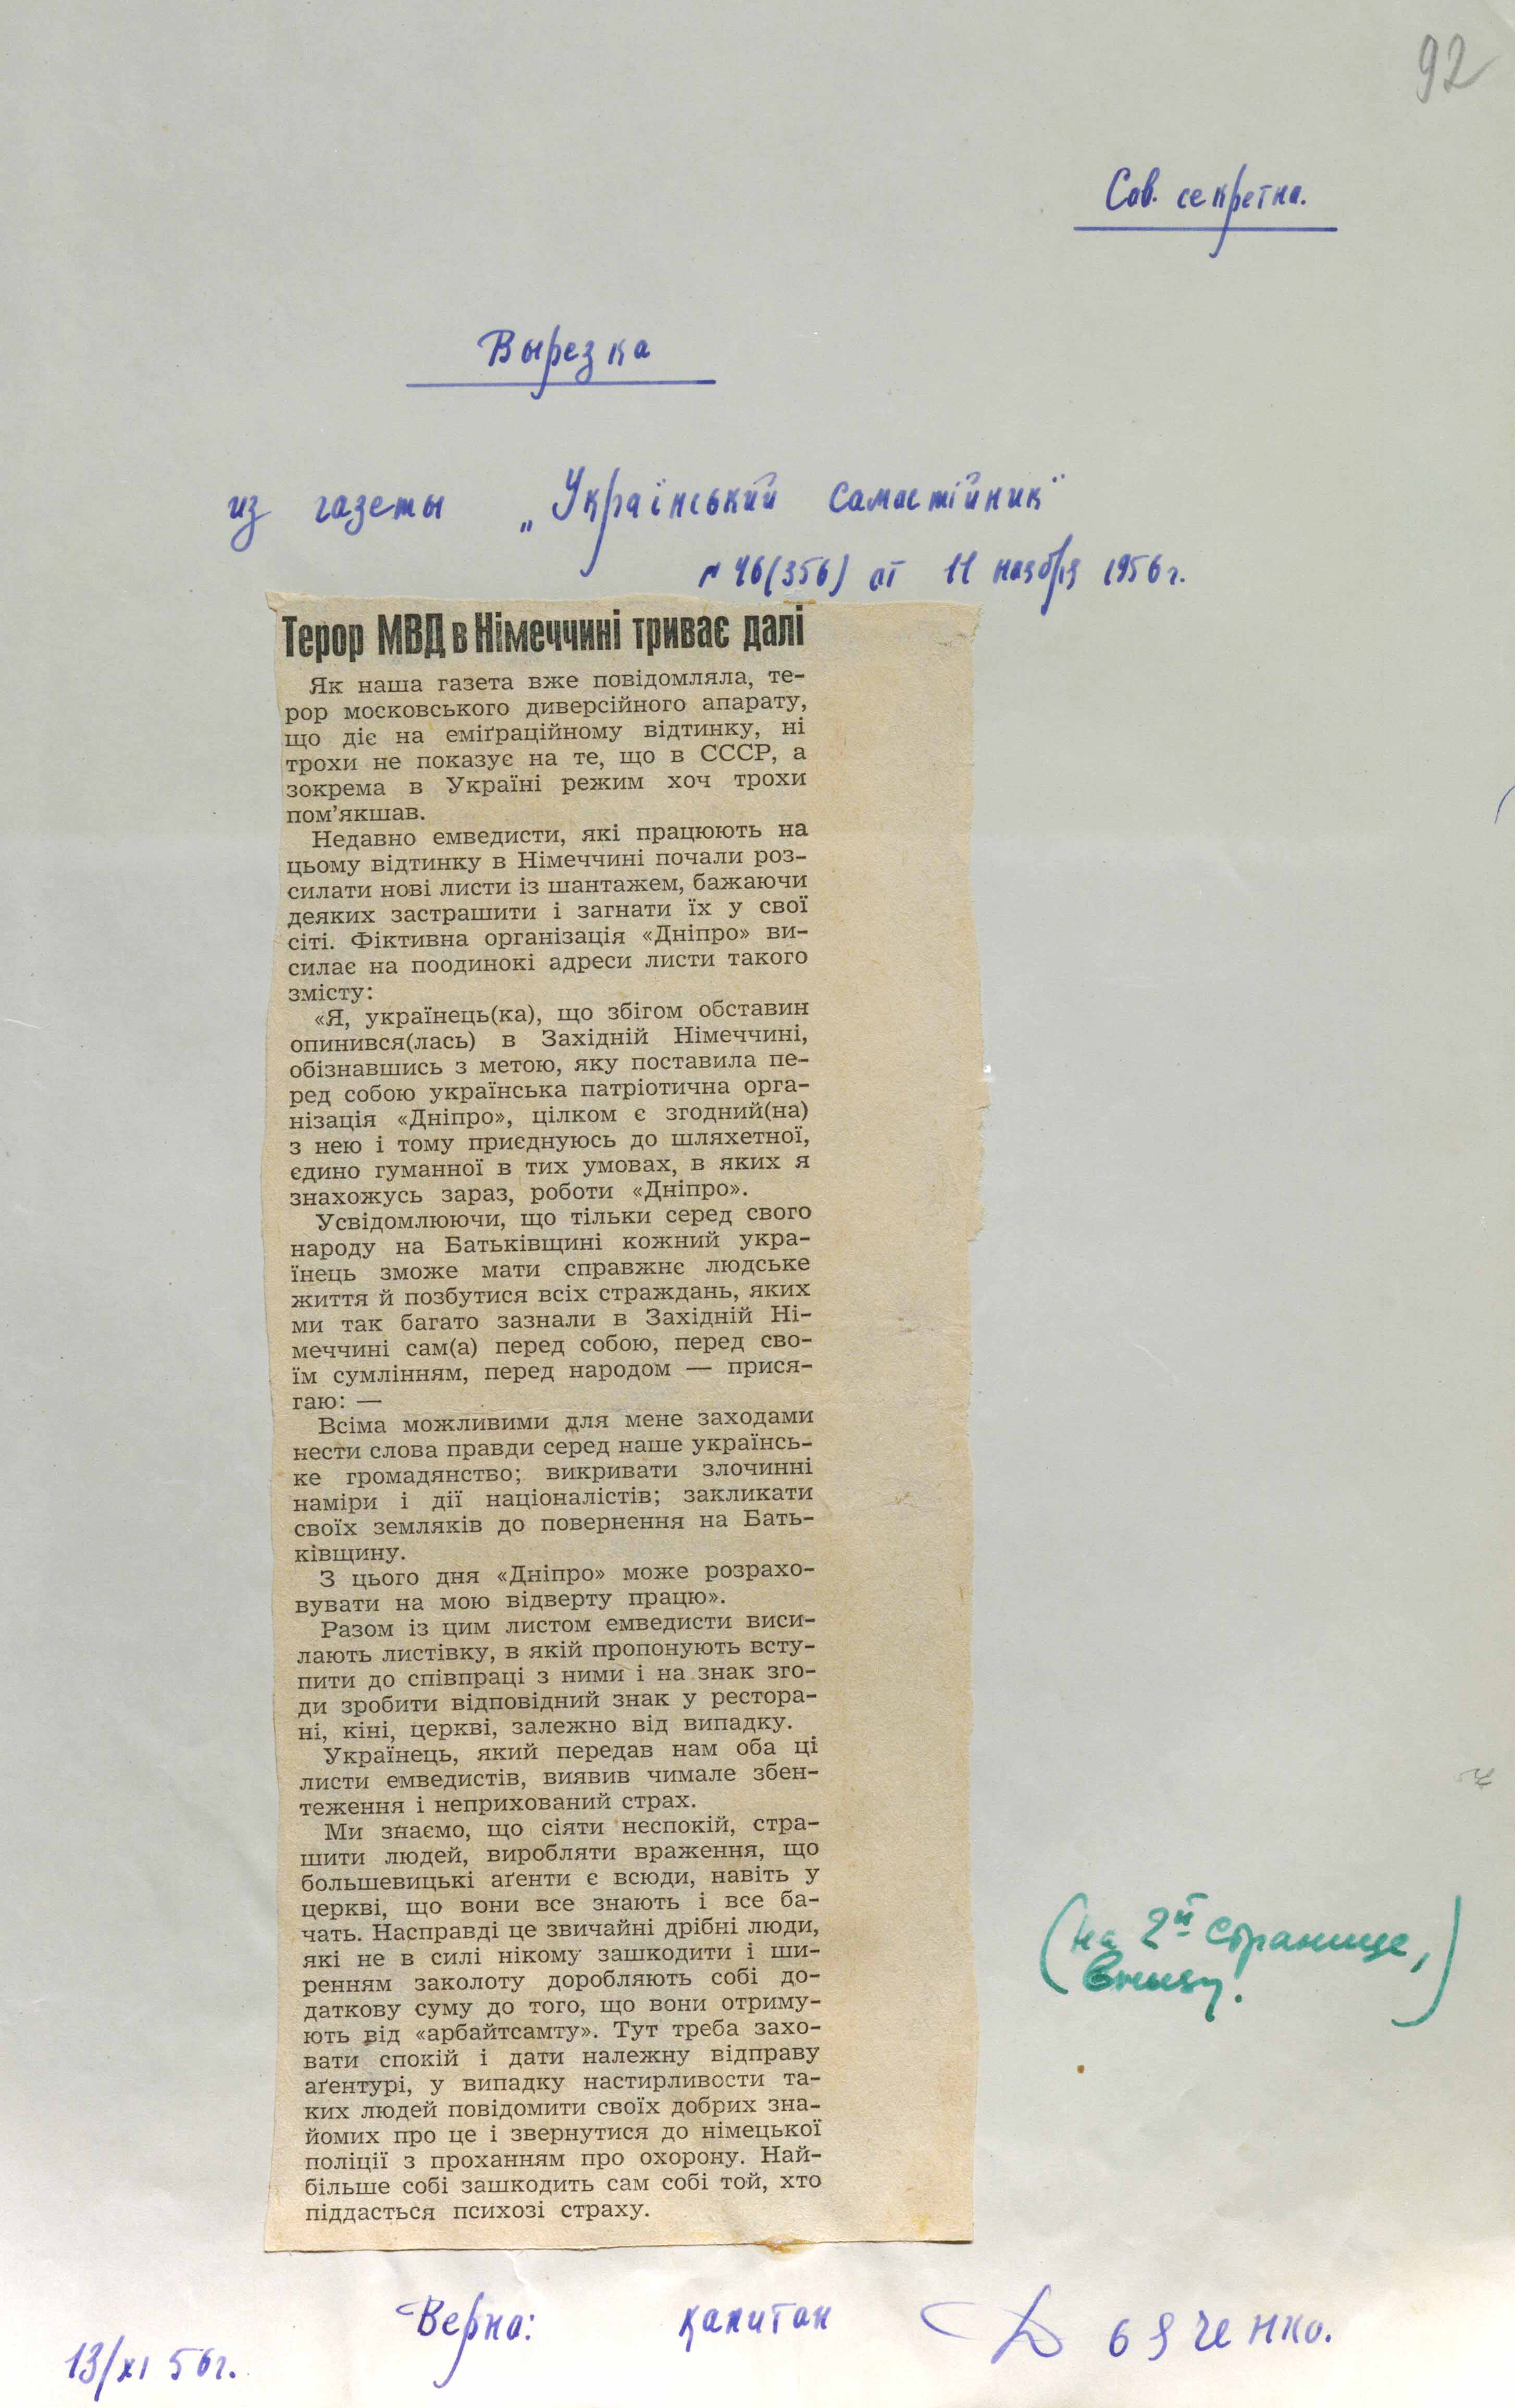 92
Сов. секретно.
Вырезка
из газеты „Український самостійник"
№ 46(356) от 11 ноября 1956 г.
Терор МВД в Німеччині триває далі
Як наша газета вже повідомляла, те-
рор московського диверсійного апарату,
що діє на еміґраційному відтинку, ні
трохи не показує на те, що в СССР, а
зокрема в Україні режим хоч трохи
пом’якшав.
Недавно емведисти, які працюють на
цьому відтинку в Німеччині почали роз-
силати нові листи із шантажем, бажаючи
деяких застрашити і загнати їх у свої
сіті. Фіктивна організація «Дніпро» ви-
силає на поодинокі адреси листи такого
змісту:
«Я, українець(ка), що збігом обставин
опинився(лась) в Західній Німеччині,
обізнавшись з метою, яку поставила пе-
ред собою українська патріотична орга-
нізація «Дніпро», цілком є згодний(на)
з нею і тому приєднуюсь до шляхетної,
єдино гуманної в тих умовах, в яких я
знахожусь зараз, роботи «Дніпро».
Усвідомлюючи, що тільки серед свого
народу на Батьківщині кожний укра-
їнець зможе мати справжнє людське
життя й позбутися всіх страждань, яких
ми так багато зазнали в Західній Ні-
меччині сам(а) перед собою, перед сво-
їм сумлінням, перед народом — прися-
гаю: —
Всіма можливими для мене заходами
нести слова правди серед наше українсь-
ке громадянство; викривати злочинні
наміри і дії націоналістів; закликати
своїх земляків до повернення на Бать-
ківщину.
З цього дня «Дніпро» може розрахо-
вувати на мою відверту працю».
Разом із цим листом емведисти виси-
лають листівку, в якій пропонують всту-
пити до співпраці з ними і на знак зго-
ди зробити відповідний знак у рестора-
ні, кіні, церкві, залежно від випадку.
Українець, який передав нам оба ці
листи емведистів, виявив чимале збен-
теження і неприхований страх.
Ми знаємо, що сіяти неспокій, стра-
шити людей, виробляти враження, що
большевицькі аґенти є всюди, навіть у
церкві, що вони все знають і все ба-
чать. Насправді це звичайні дрібні люди,
які не в силі нікому зашкодити і ши-
ренням заколоту доробляють собі до-
даткову суму до того, що вони отриму-
ють від «арбайтсамту». Тут треба захо-
вати спокій і дати належну відправу
аґентурі, у випадку настирливости та-
ких людей повідомити своїх добрих зна-
йомих про це і звернутися до німецької
поліції з проханням про охорону. Най-
більше собі зашкодить сам собі той, хто
піддасться психозі страху.
(на 2й странице,
внизу.)
Верно: капитан Дяченко.
13/XI 56г.